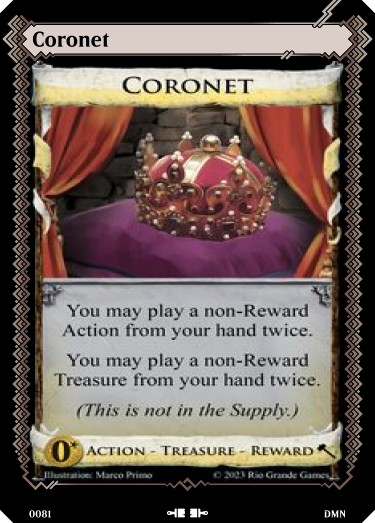 Coronet
CORONET
You may play a non-Reward
Action from your hand twice.
You may play a non-Reward
Treasure from your hand twice.
(This is not in the Supply.)
0* ACTION - TREASURE - REWARD
Illustration: Marco Primo © 2023 Rio Grande Games
0081 DMN